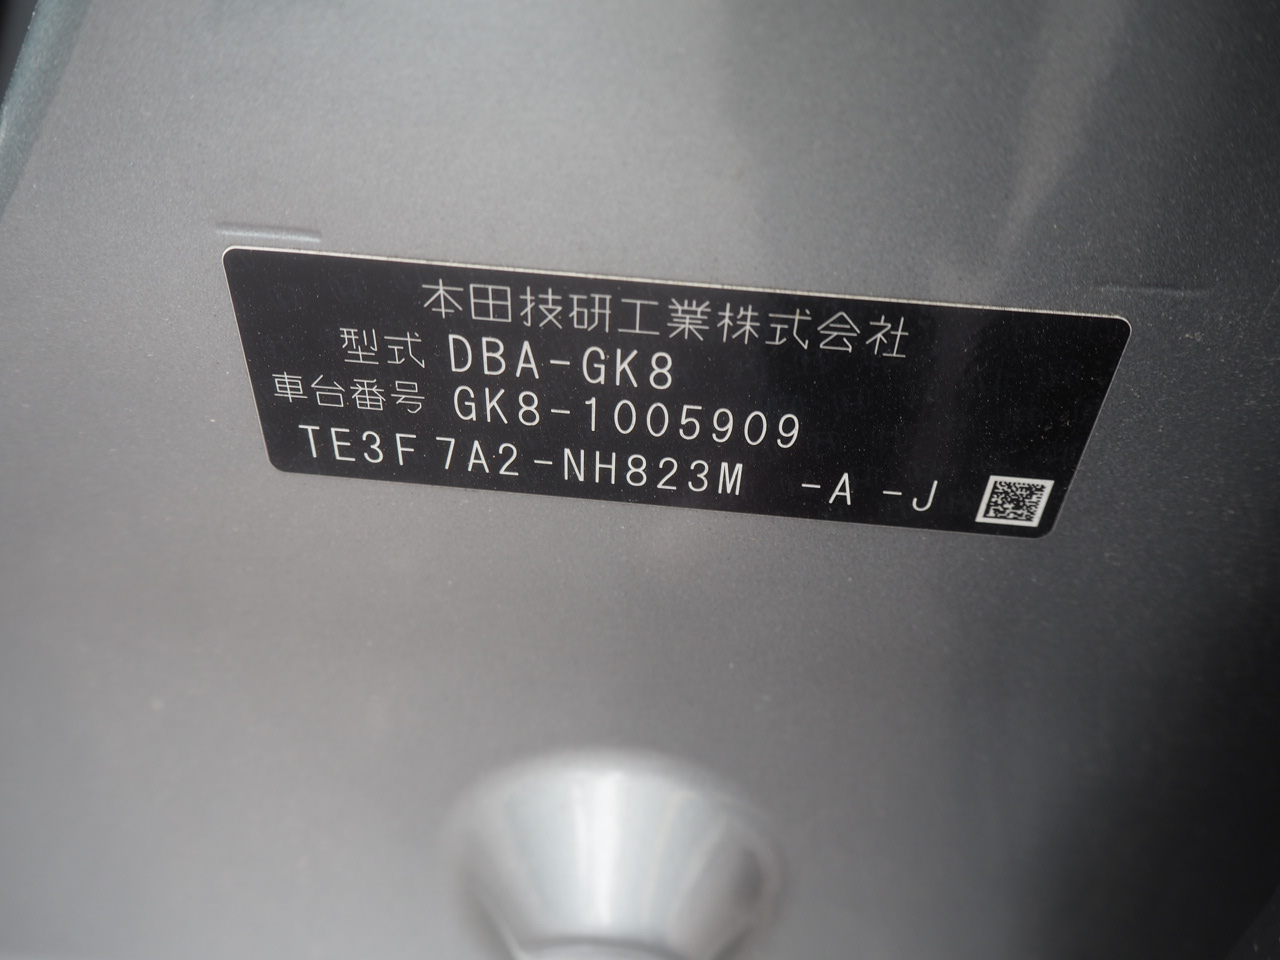 本田技研工業株式会社
型式 DBA-GK8
車台番号 GK8-1005909
TE3F7A2-NH823M -A -J